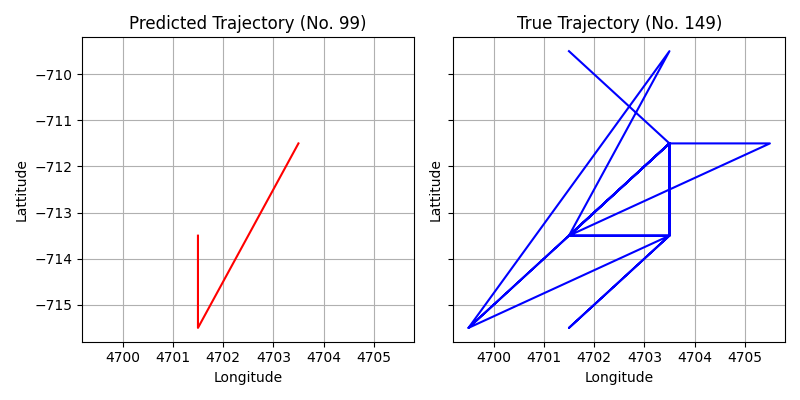 Predicted Trajectory (No. 99)
True Trajectory (No. 149)
−710
−711
−712
−713
−714
−715
Lattitude
Lattitude
4700 4701 4702 4703 4704 4705
4700 4701 4702 4703 4704 4705
Longitude
Longitude